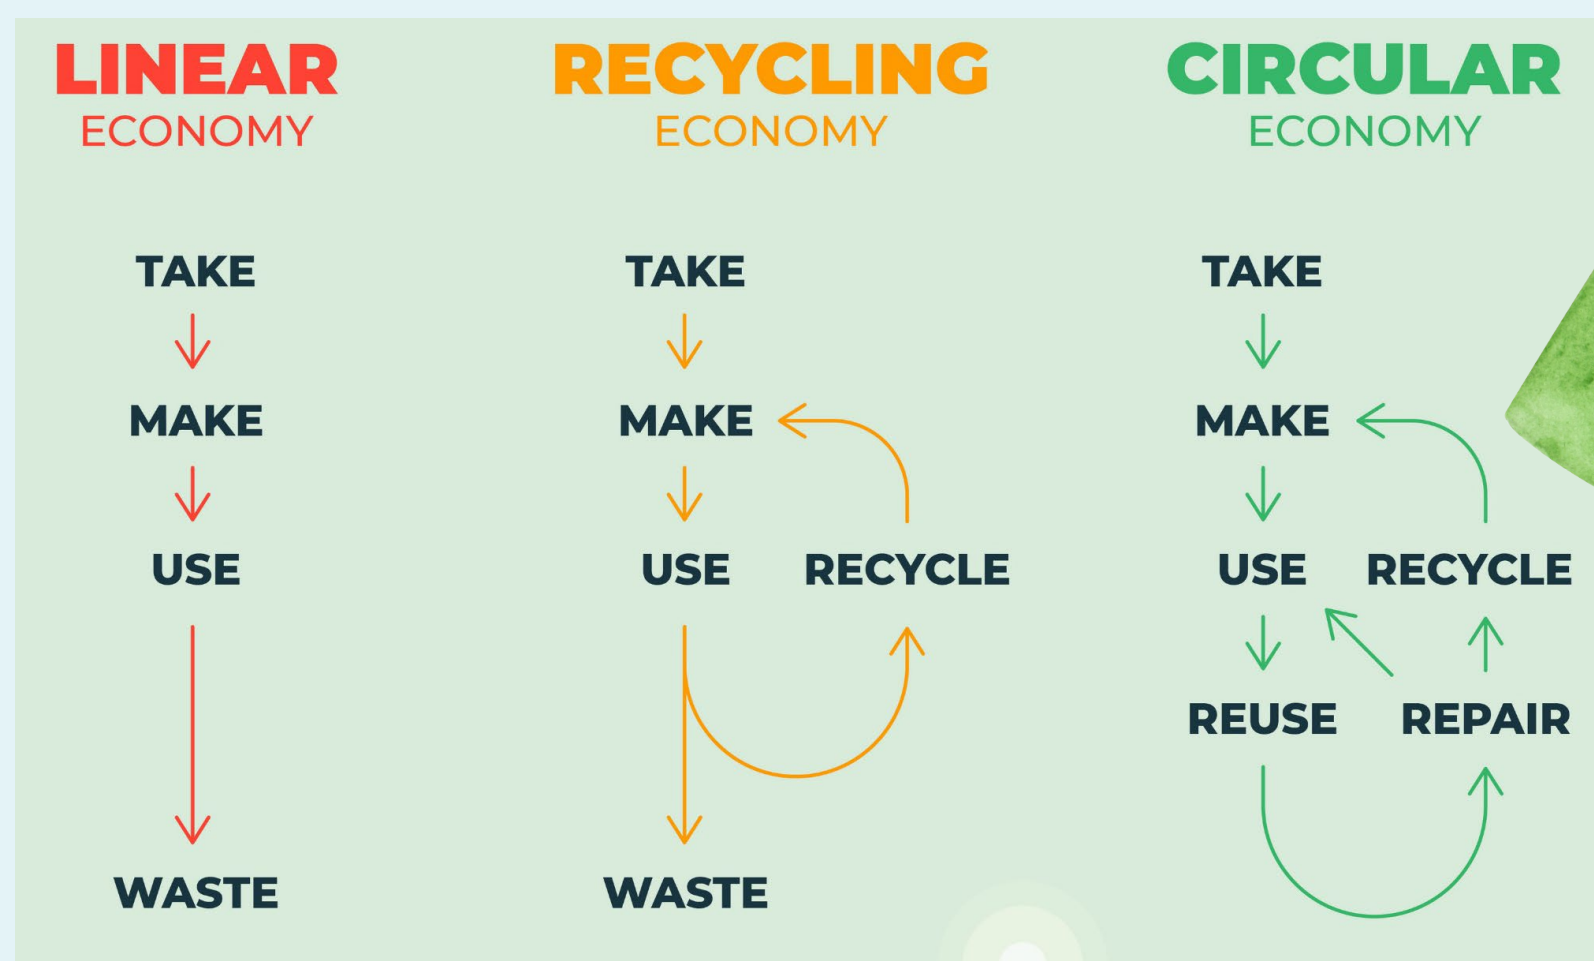 LINEAR
ECONOMY
TAKE
MAKE
USE
WASTE
RECYCLING
ECONOMY
TAKE
MAKE
USE
RECYCLE
WASTE
CIRCULAR
ECONOMY
TAKE
MAKE
USE
RECYCLE
REUSE
REPAIR